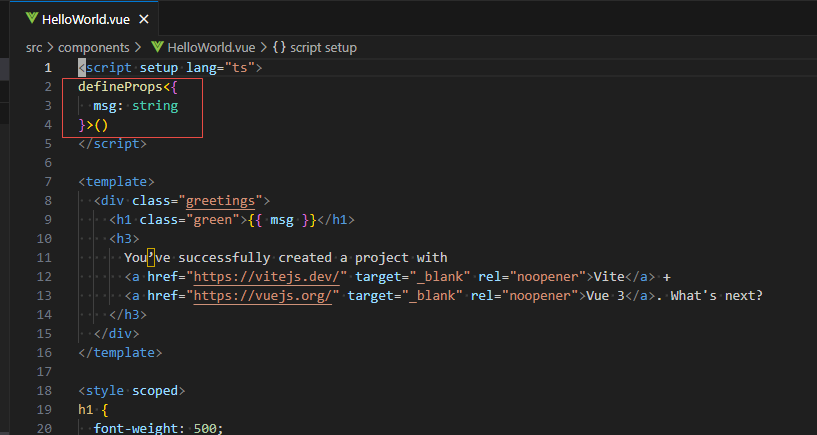 HelloWorld.vue ×
src > components > HelloWorld.vue > {} script setup
1 <script setup lang="ts">
2 defineProps<{
3   msg: string
4 }>()
5 </script>
6
7 <template>
8   <div class="greetings">
9     <h1 class="green">{{ msg }}</h1>
10     <h3>
11       You’ve successfully created a project with
12       <a href="https://vitejs.dev/" target="_blank" rel="noopener">Vite</a> +
13       <a href="https://vuejs.org/" target="_blank" rel="noopener">Vue 3</a>. What's next?
14     </h3>
15   </div>
16 </template>
17
18 <style scoped>
19 h1 {
20   font-weight: 500;